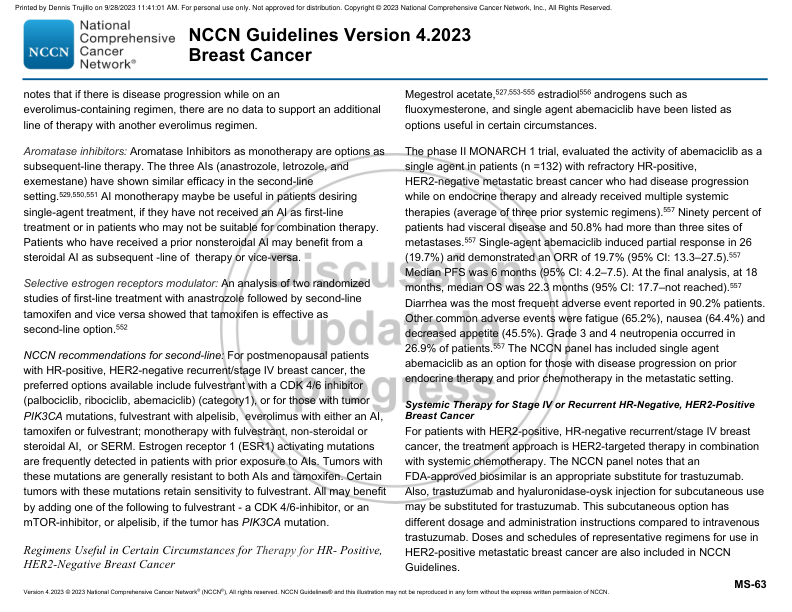 Printed by Dennis Trujillo on 9/28/2023 11:41:01 AM. For personal use only. Not approved for distribution. Copyright © 2023 National Comprehensive Cancer Network, Inc., All Rights Reserved.
NCCN
National
Comprehensive
Cancer
Network®
NCCN Guidelines Version 4.2023
Breast Cancer
notes that if there is disease progression while on an
everolimus-containing regimen, there are no data to support an additional
line of therapy with another everolimus regimen.
Aromatase inhibitors: Aromatase Inhibitors as monotherapy are options as
subsequent-line therapy. The three AIs (anastrozole, letrozole, and
exemestane) have shown similar efficacy in the second-line
setting.529,550,551 AI monotherapy maybe be useful in patients desiring
single-agent treatment, if they have not received an AI as first-line
treatment or in patients who may not be suitable for combination therapy.
Patients who have received a prior nonsteroidal AI may benefit from a
steroidal AI as subsequent -line of therapy or vice-versa.
Selective estrogen receptors modulator: An analysis of two randomized
studies of first-line treatment with anastrozole followed by second-line
tamoxifen and vice versa showed that tamoxifen is effective as
second-line option.552
NCCN recommendations for second-line: For postmenopausal patients
with HR-positive, HER2-negative recurrent/stage IV breast cancer, the
preferred options available include fulvestrant with a CDK 4/6 inhibitor
(palbociclib, ribociclib, abemaciclib) (category1), or for those with tumor
PIK3CA mutations, fulvestrant with alpelisib, everolimus with either an AI,
tamoxifen or fulvestrant; monotherapy with fulvestrant, non-steroidal or
steroidal AI, or SERM. Estrogen receptor 1 (ESR1) activating mutations
are frequently detected in patients with prior exposure to AIs. Tumors with
these mutations are generally resistant to both AIs and tamoxifen. Certain
tumors with these mutations retain sensitivity to fulvestrant. All may benefit
by adding one of the following to fulvestrant - a CDK 4/6-inhibitor, or an
mTOR-inhibitor, or alpelisib, if the tumor has PIK3CA mutation.
Regimens Useful in Certain Circumstances for Therapy for HR- Positive,
HER2-Negative Breast Cancer
Megestrol acetate,527,553-555 estradiol556 androgens such as
fluoxymesterone, and single agent abemaciclib have been listed as
options useful in certain circumstances.
The phase II MONARCH 1 trial, evaluated the activity of abemaciclib as a
single agent in patients (n =132) with refractory HR-positive,
HER2-negative metastatic breast cancer who had disease progression
while on endocrine therapy and already received multiple systemic
therapies (average of three prior systemic regimens).557 Ninety percent of
patients had visceral disease and 50.8% had more than three sites of
metastases.557 Single-agent abemaciclib induced partial response in 26
(19.7%) and demonstrated an ORR of 19.7% (95% CI: 13.3–27.5).557
Median PFS was 6 months (95% CI: 4.2–7.5). At the final analysis, at 18
months, median OS was 22.3 months (95% CI: 17.7–not reached).557
Diarrhea was the most frequent adverse event reported in 90.2% patients.
Other common adverse events were fatigue (65.2%), nausea (64.4%) and
decreased appetite (45.5%). Grade 3 and 4 neutropenia occurred in
26.9% of patients.557 The NCCN panel has included single agent
abemaciclib as an option for those with disease progression on prior
endocrine therapy and prior chemotherapy in the metastatic setting.
Systemic Therapy for Stage IV or Recurrent HR-Negative, HER2-Positive
Breast Cancer
For patients with HER2-positive, HR-negative recurrent/stage IV breast
cancer, the treatment approach is HER2-targeted therapy in combination
with systemic chemotherapy. The NCCN panel notes that an
FDA-approved biosimilar is an appropriate substitute for trastuzumab.
Also, trastuzumab and hyaluronidase-oysk injection for subcutaneous use
may be substituted for trastuzumab. This subcutaneous option has
different dosage and administration instructions compared to intravenous
trastuzumab. Doses and schedules of representative regimens for use in
HER2-positive metastatic breast cancer are also included in NCCN
Guidelines.
Discussion
update in
progress
MS-63
Version 4.2023 © 2023 National Comprehensive Cancer Network® (NCCN®), All rights reserved. NCCN Guidelines® and this illustration may not be reproduced in any form without the express written permission of NCCN.